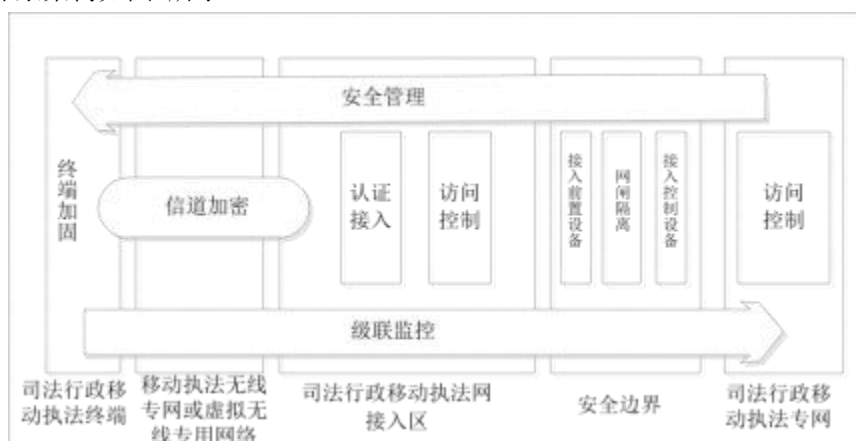 安全管理
终端加固
信道加密
认证
接入
访问
控制
接入前置设备
网闸隔离
接入控制设备
访问
控制
级联监控
司法行政移
动执法终端
移动执法无线
专网或虚拟无
线专用网络
司法行政移动执法网
接入区
安全边界
司法行政移
动执法专网